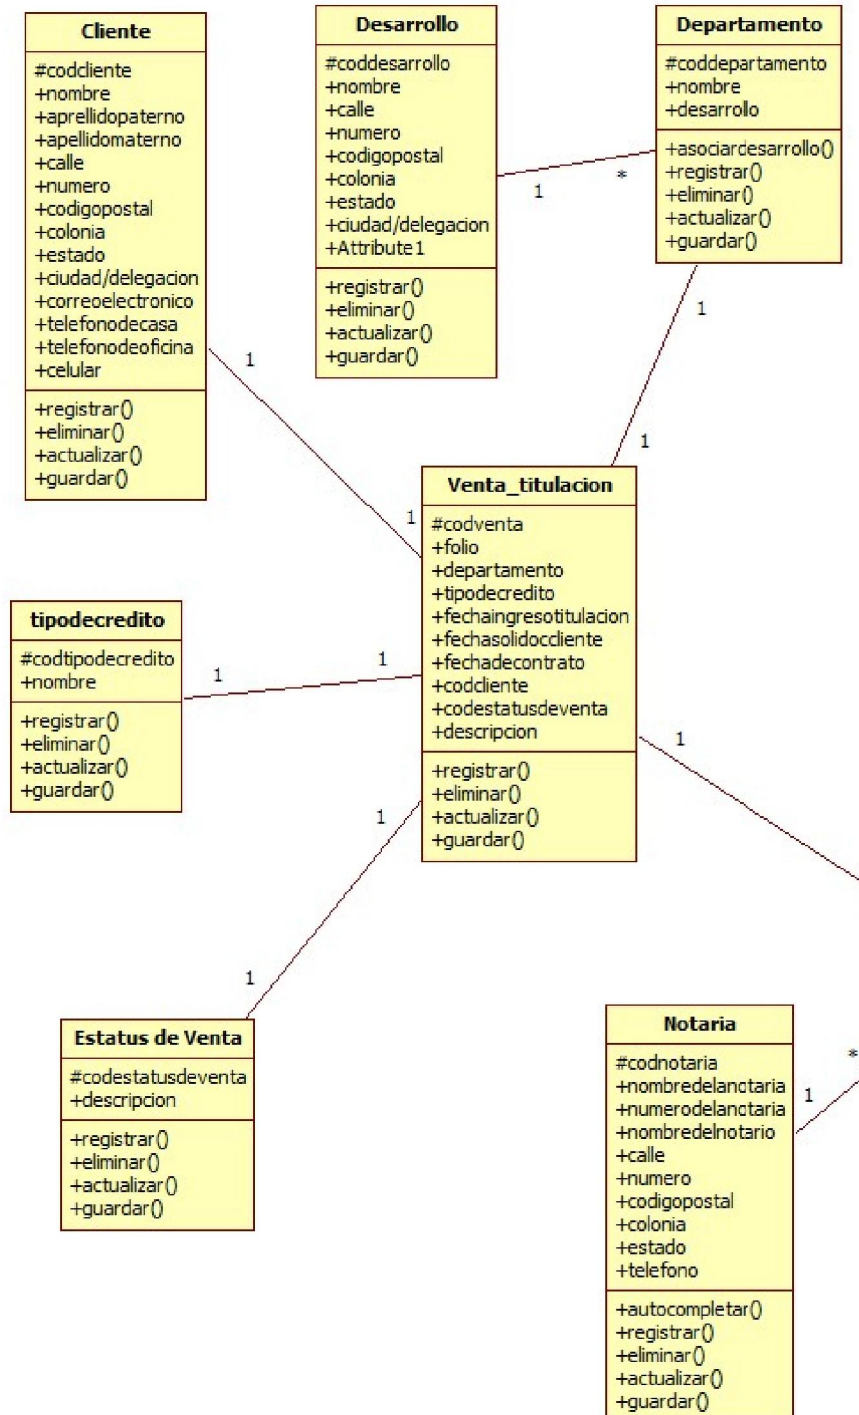 Cliente
#codcliente
+nombre
+aprellidopaterno
+apellidomaterno
+calle
+numero
+codigopostal
+colonia
+estado
+ciudad/delegacion
+correoelectronico
+telefonodecasa
+telefonodeoficina
+celular
+registrar()
+eliminar()
+actualizar()
+guardar()
Desarrollo
#coddesarrollo
+nombre
+calle
+numero
+codigopostal
+colonia
+estado
+ciudad/delegacion
+Attribute1
+registrar()
+eliminar()
+actualizar()
+guardar()
1
*
Departamento
#coddepartamento
+nombre
+desarrollo
+asociardesarrollo()
+registrar()
+eliminar()
+actualizar()
+guardar()
1
1
1
1
Venta_titulacion
#codventa
+folio
+departamento
+tipodecredito
+fechaingresotitulacion
+fechasolidoccliente
+fechadecontrato
+codcliente
+codestatusdeventa
+descripcion
+registrar()
+eliminar()
+actualizar()
+guardar()
tipodecredito
#codtipodecredito
+nombre
+registrar()
+eliminar()
+actualizar()
+guardar()
1
1
1
1
1
Estatus de Venta
#codestatusdeventa
+descripcion
+registrar()
+eliminar()
+actualizar()
+guardar()
Notaria
#codnotaria
+nombredelanotaria
+numerodelanotaria
+nombredelnotario
+calle
+numero
+codigopostal
+colonia
+estado
+telefono
+autocompletar()
+registrar()
+eliminar()
+actualizar()
+guardar()
1
*